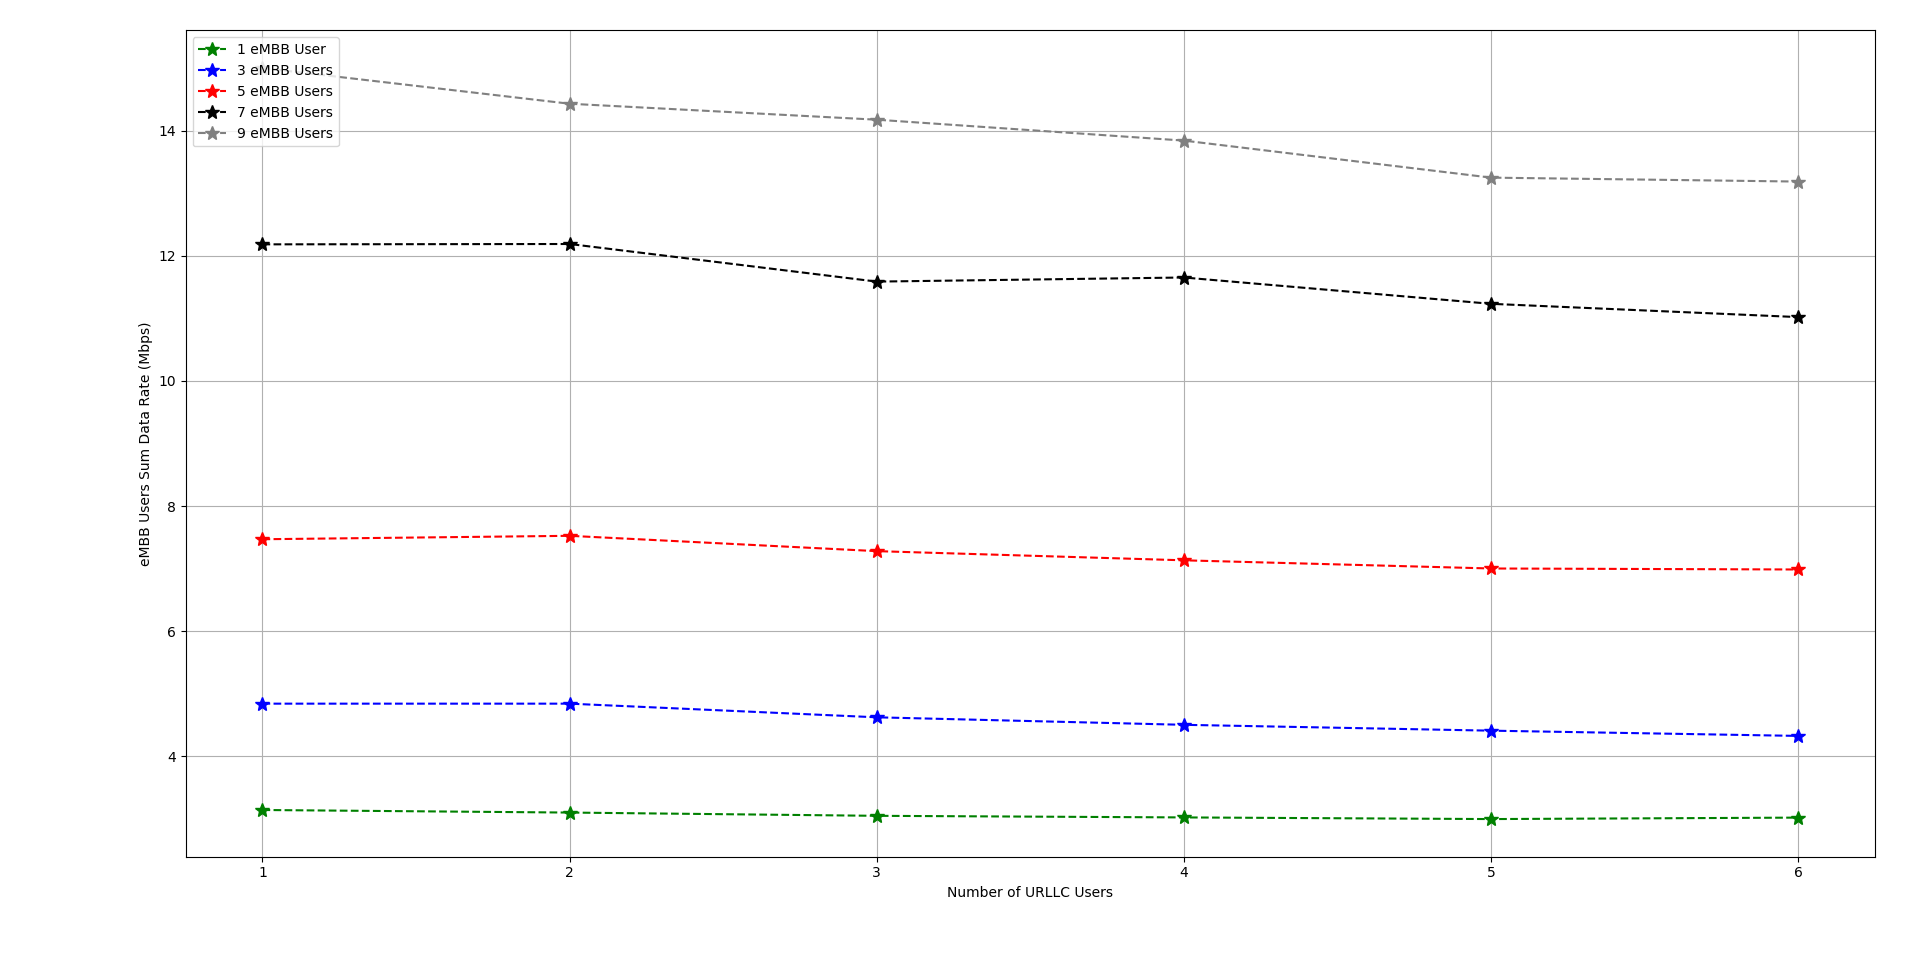 1 eMBB User
3 eMBB Users
5 eMBB Users
7 eMBB Users
9 eMBB Users
14
12
10
8
6
4
eMBB Users Sum Data Rate (Mbps)
1 2 3 4 5 6
Number of URLLC Users